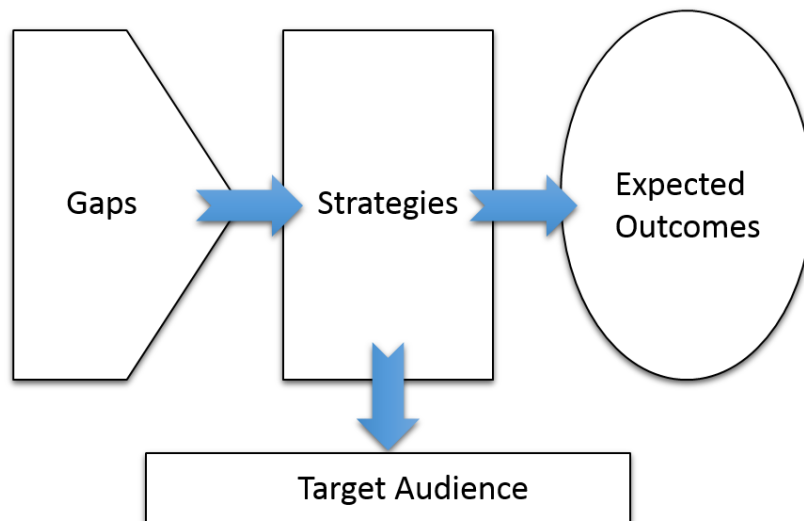 Gaps
Strategies
Expected
Outcomes
Target Audience